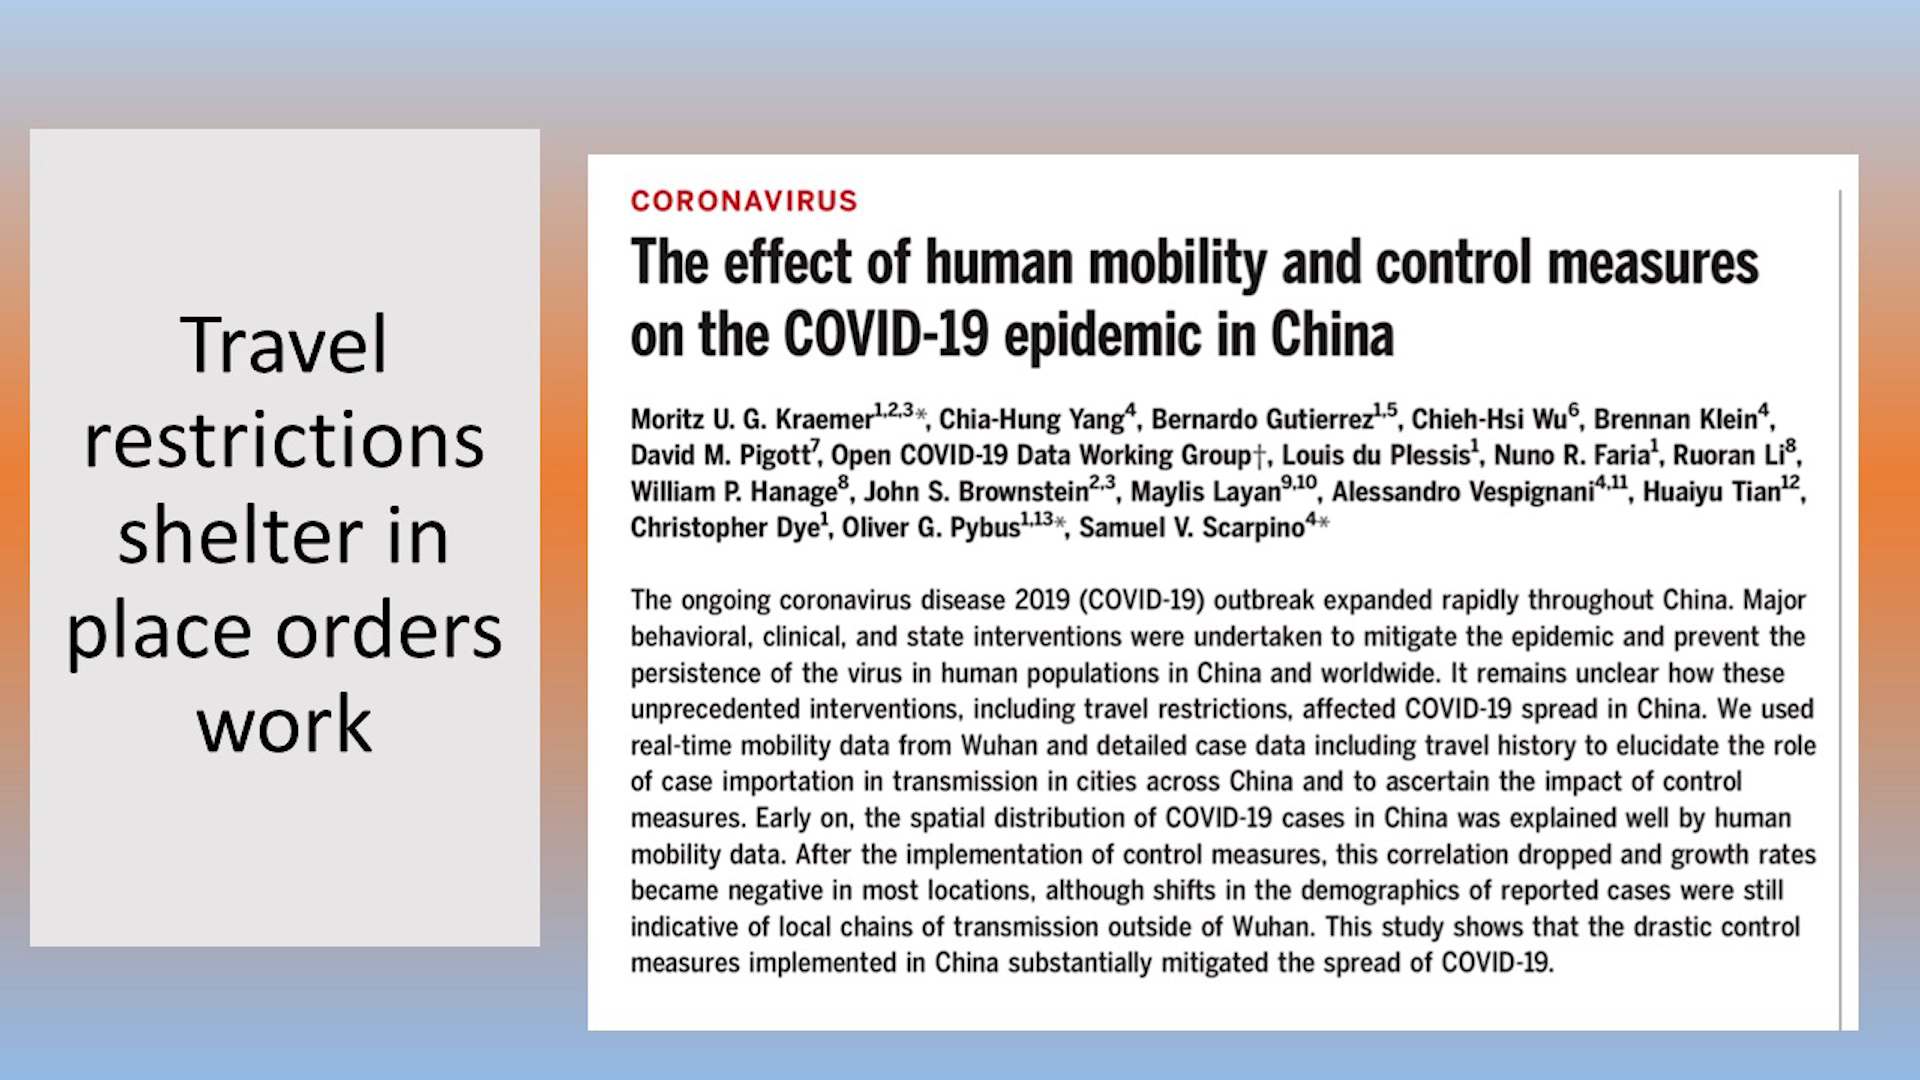 Travel
restrictions
shelter in
place orders
work
CORONAVIRUS
The effect of human mobility and control measures
on the COVID-19 epidemic in China
Moritz U. G. Kraemer1,2,3*, Chia-Hung Yang4, Bernardo Gutierrez1,5, Chieh-Hsi Wu6, Brennan Klein4,
David M. Pigott7, Open COVID-19 Data Working Group†, Louis du Plessis1, Nuno R. Faria1, Ruoran Li8,
William P. Hanage8, John S. Brownstein2,3, Maylis Layan9,10, Alessandro Vespignani4,11, Huaiyu Tian12,
Christopher Dye1, Oliver G. Pybus1,13*, Samuel V. Scarpino4*
The ongoing coronavirus disease 2019 (COVID-19) outbreak expanded rapidly throughout China. Major
behavioral, clinical, and state interventions were undertaken to mitigate the epidemic and prevent the
persistence of the virus in human populations in China and worldwide. It remains unclear how these
unprecedented interventions, including travel restrictions, affected COVID-19 spread in China. We used
real-time mobility data from Wuhan and detailed case data including travel history to elucidate the role
of case importation in transmission in cities across China and to ascertain the impact of control
measures. Early on, the spatial distribution of COVID-19 cases in China was explained well by human
mobility data. After the implementation of control measures, this correlation dropped and growth rates
became negative in most locations, although shifts in the demographics of reported cases were still
indicative of local chains of transmission outside of Wuhan. This study shows that the drastic control
measures implemented in China substantially mitigated the spread of COVID-19.